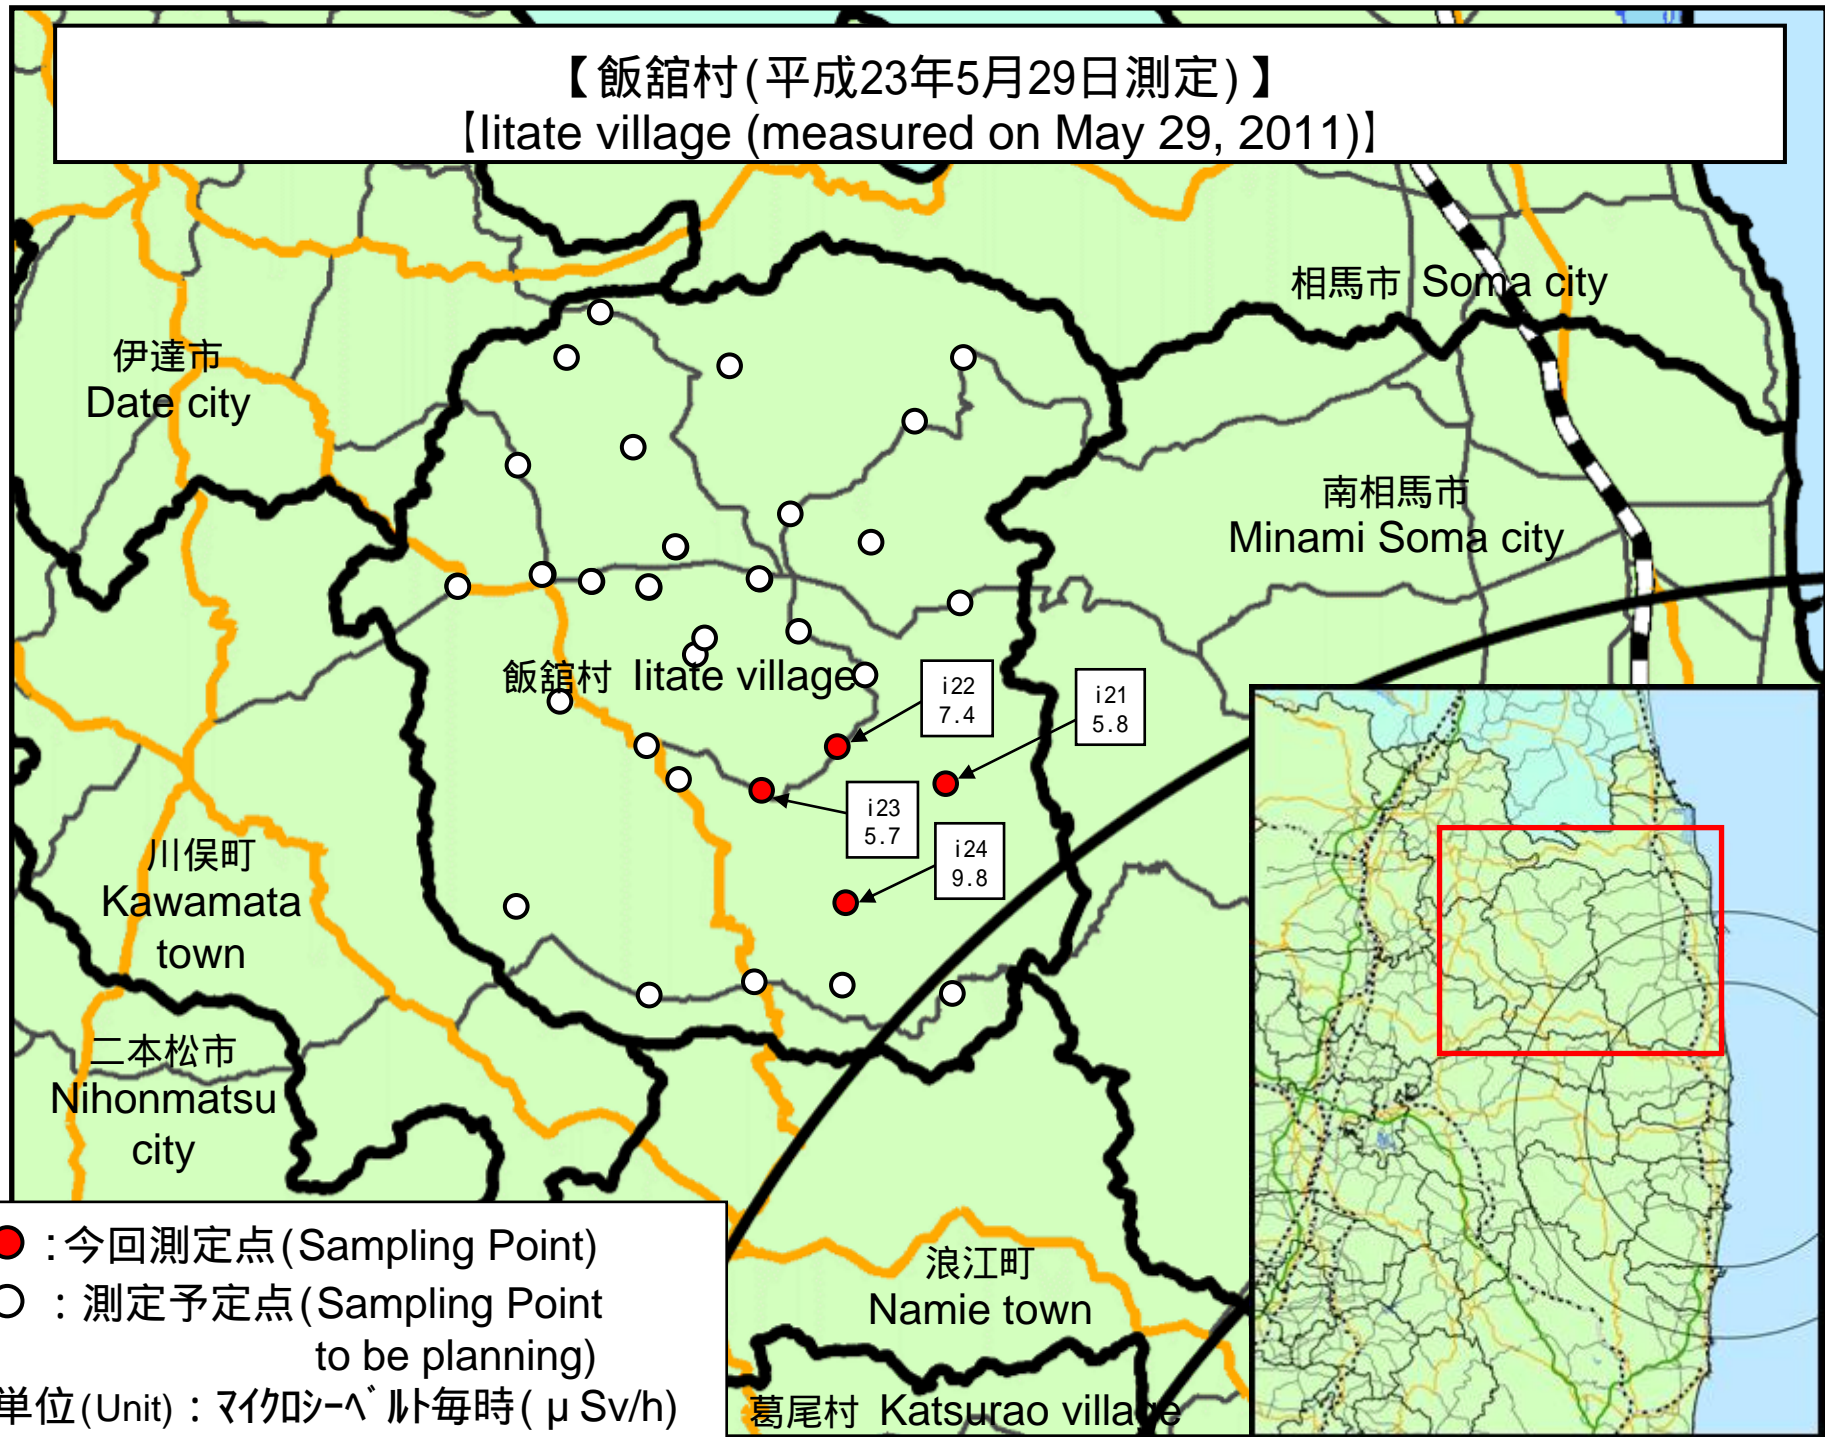 【飯舘村(平成23年5月29日測定)】
【Iitate village (measured on May 29, 2011)】
相馬市 Soma city
伊達市
Date city
南相馬市
Minami Soma city
飯舘村 Iitate village
i22
7.4
i21
5.8
i23
5.7
i24
9.8
川俣町
Kawamata
town
二本松市
Nihonmatsu
city
浪江町
Namie town
葛尾村 Katsurao village
:今回測定点(Sampling Point)
:測定予定点(Sampling Point
to be planning)
単位(Unit):マイクロシーベルト毎時(μSv/h)